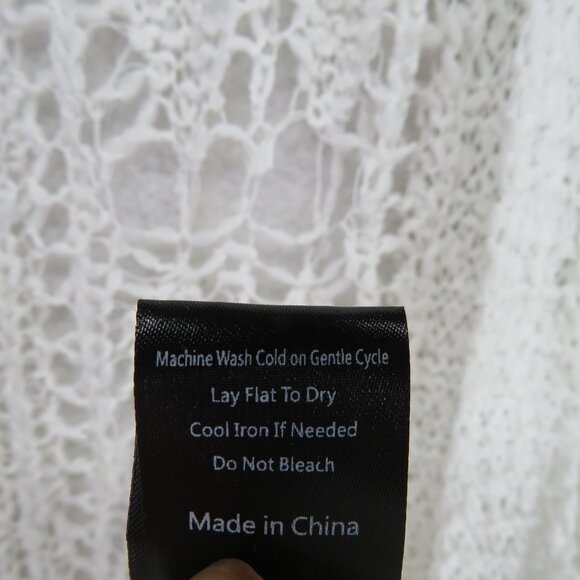 Machine Wash Cold on Gentle Cycle
Lay Flat To Dry
Cool Iron If Needed
Do Not Bleach
Made in China